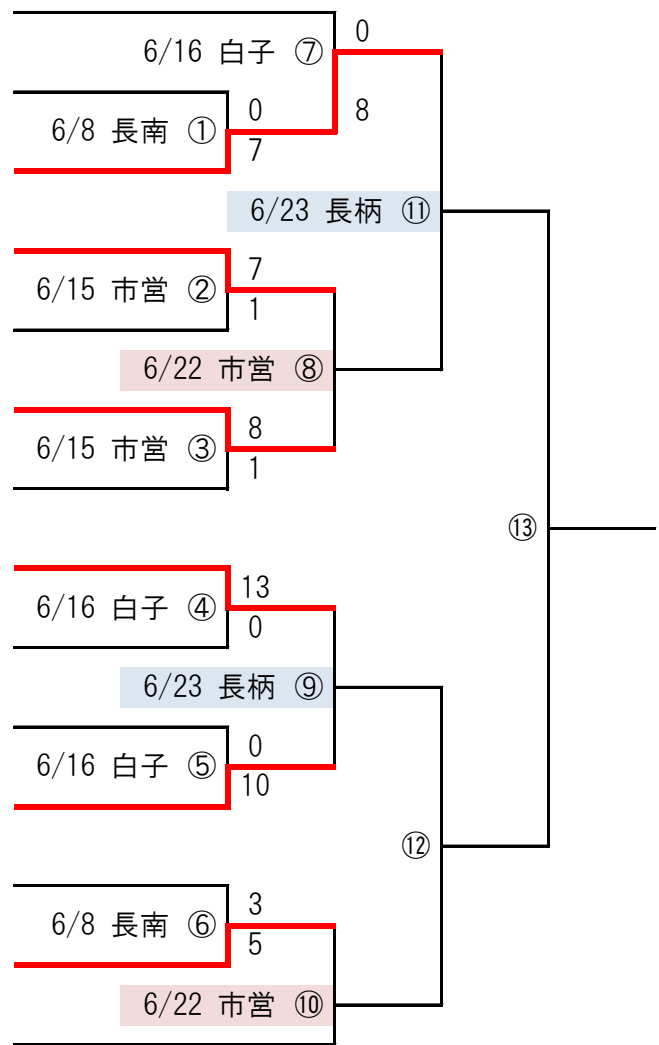 0
6/16 白子 ⑦
0
8
6/8 長南 ①
7
6/23 長柄 ⑪
7
6/15 市営 ②
1
6/22 市営 ⑧
8
6/15 市営 ③
1
⑬
13
6/16 白子 ④
0
6/23 長柄 ⑨
0
6/16 白子 ⑤
10
⑫
3
6/8 長南 ⑥
5
6/22 市営 ⑩